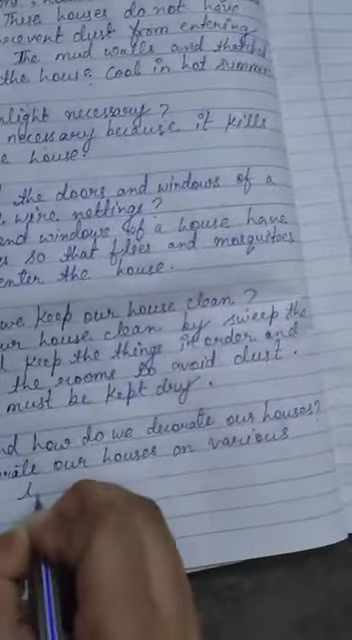 These houses do not have
prevent dust from entering
The mud walls and thatched
the house cool in hot summer
necessary?
necessary because it kills
house.
the doors and windows of a
wire nettings?
and windows of a house have
so that flies and mosquitoes
enter the house.
we keep our house clean?
our house clean by sweep the
keep the things in order and
the rooms to avoid dust.
must be kept dry.
and how do we decorate our houses?
our houses on various